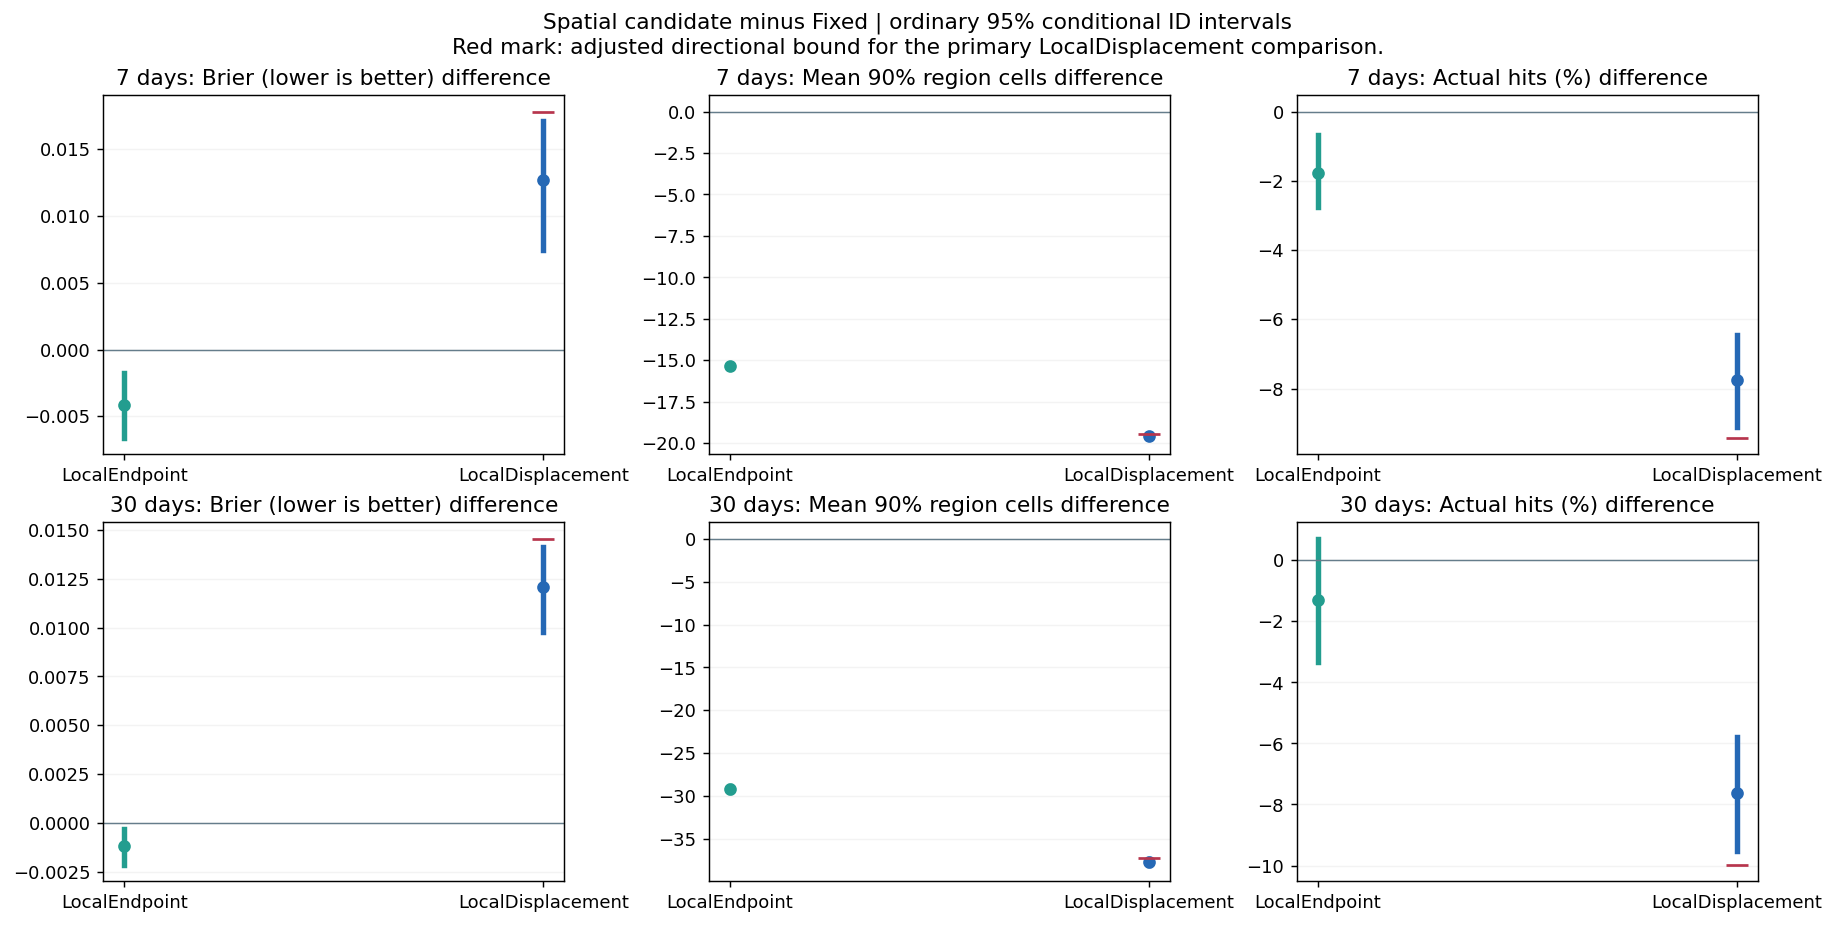 Spatial candidate minus Fixed | ordinary 95% conditional ID intervals
Red mark: adjusted directional bound for the primary LocalDisplacement comparison.
7 days: Brier (lower is better) difference
0.015
0.010
0.005
0.000
−0.005
LocalEndpoint
LocalDisplacement
7 days: Mean 90% region cells difference
0.0
−2.5
−5.0
−7.5
−10.0
−12.5
−15.0
−17.5
−20.0
LocalEndpoint
LocalDisplacement
7 days: Actual hits (%) difference
0
−2
−4
−6
−8
LocalEndpoint
LocalDisplacement
30 days: Brier (lower is better) difference
0.0150
0.0125
0.0100
0.0075
0.0050
0.0025
0.0000
−0.0025
LocalEndpoint
LocalDisplacement
30 days: Mean 90% region cells difference
0
−5
−10
−15
−20
−25
−30
−35
LocalEndpoint
LocalDisplacement
30 days: Actual hits (%) difference
0
−2
−4
−6
−8
−10
LocalEndpoint
LocalDisplacement